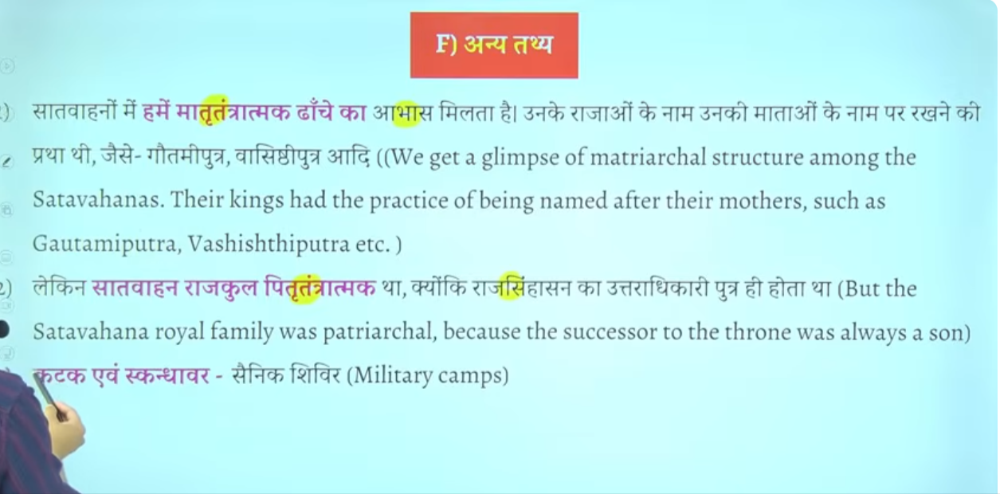 F) अन्य तथ्य
) सातवाहनों में हमें मातृतंत्रात्मक ढाँचे का आभास मिलता है। उनके राजाओं के नाम उनकी माताओं के नाम पर रखने की
प्रथा थी, जैसे- गौतमीपुत्र, वासिष्ठीपुत्र आदि ((We get a glimpse of matriarchal structure among the
Satavahanas. Their kings had the practice of being named after their mothers, such as
Gautamiputra, Vashishthiputra etc. )
2) लेकिन सातवाहन राजकुल पितृतंत्रात्मक था, क्योंकि राजसिंहासन का उत्तराधिकारी पुत्र ही होता था (But the
Satavahana royal family was patriarchal, because the successor to the throne was always a son)
कटक एवं स्कन्धावर - सैनिक शिविर (Military camps)